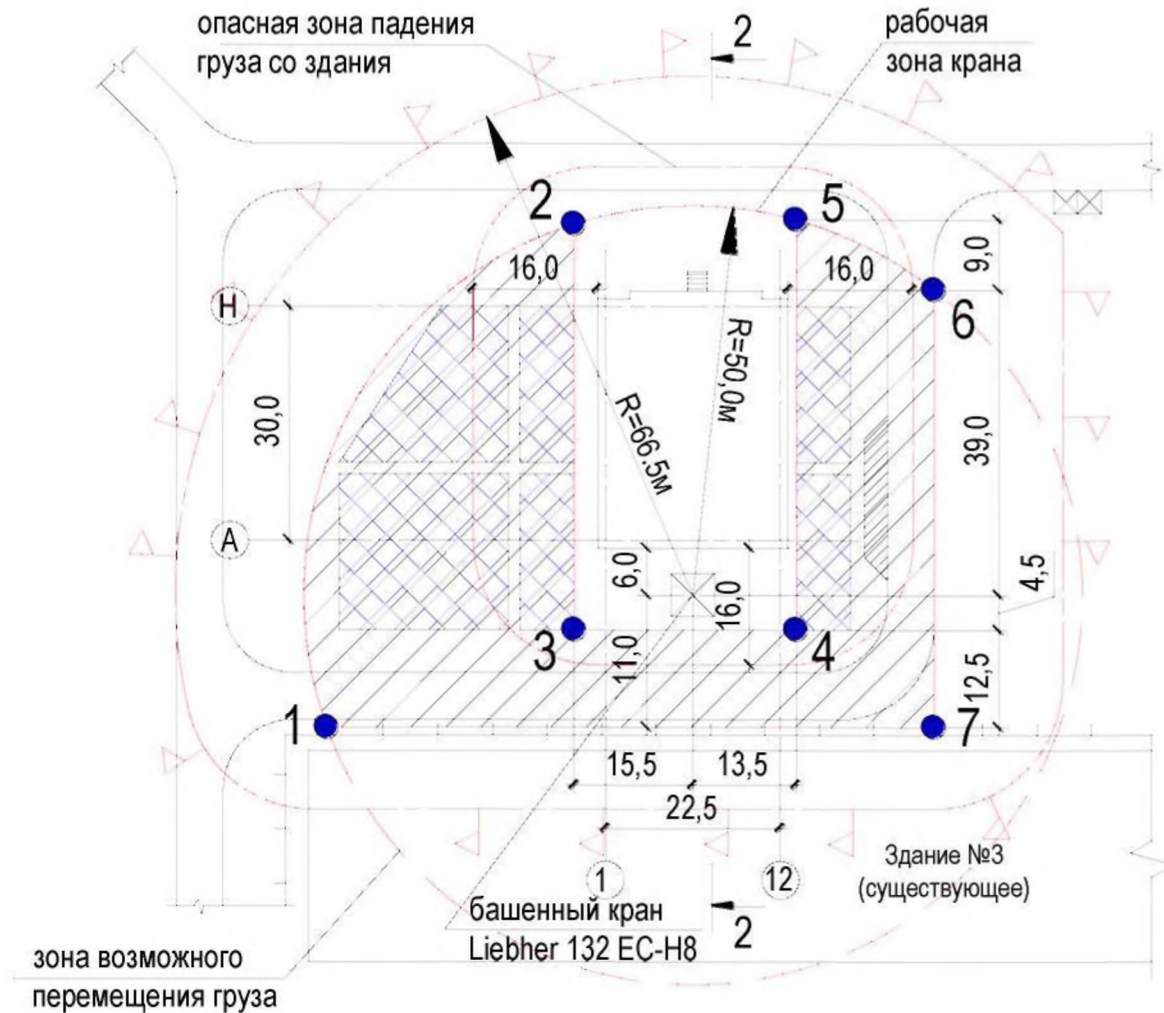 опасная зона падения
груза со здания
рабочая
зона крана
2
2
5
16,0
16,0
9,0
Н
6
R=50,0м
R=66.5м
30,0
39,0
А
6,0
16,0
4,5
3
11,0
4
12,5
1
7
15,5
13,5
22,5
Здание №3
(существующее)
1
12
башенный кран
Liebher 132 EC-H8
2
зона возможного
перемещения груза